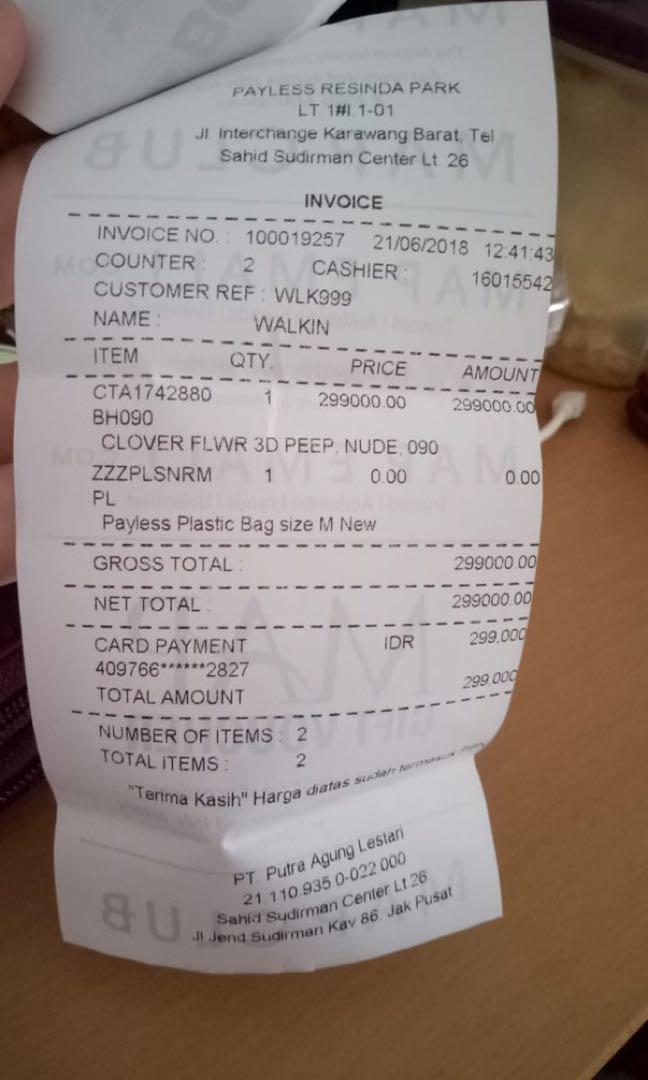 PAYLESS RESINDA PARK
LT 1#I.1-01
Jl. Interchange Karawang Barat, Tel
Sahid Sudirman Center Lt. 26
INVOICE
INVOICE NO. : 100019257 21/06/2018 12:41:43
COUNTER : 2 CASHIER : 16015542
CUSTOMER REF : WLK999
NAME : WALKIN
ITEM QTY. PRICE AMOUNT
CTA1742880 1 299000.00 299000.00
BH090
CLOVER FLWR 3D PEEP, NUDE, 090
ZZZPLSNRM 1 0.00 0.00
PL
Payless Plastic Bag size M New
GROSS TOTAL : 299000.00
NET TOTAL : 299000.00
CARD PAYMENT IDR 299,000
409766******2827
TOTAL AMOUNT 299,000
NUMBER OF ITEMS : 2
TOTAL ITEMS : 2
"Terima Kasih" Harga diatas sudah termasuk PPN
PT. Putra Agung Lestari
21.110.935.0-022.000
Sahid Sudirman Center Lt.26
Jl Jend Sudirman Kav 86, Jak Pusat